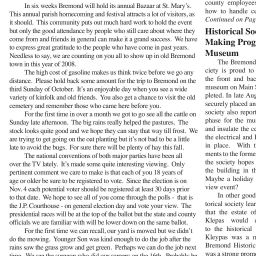 In six weeks Bremond will hold its annual Bazaar at St. Mary's.
This annual parish homecoming and festival attracts a lot of visitors, as
it should. This community puts out much hard work to hold the event
but only the good attendance by people who still care about where they
come from and friends in general can make it a grand success. We have
to express great gratitude to the people who have come in past years.
Needless to say, we are counting on you all to show up in old Bremond
town in this year of 2008.
The high cost of gasoline makes us think twice before we go any
distance. Please hold back some amount for the trip to Bremond on the
third Sunday of October. It's an enjoyable day when you see a wide
variety of kinfolk and old friends. You also get a chance to visit the old
cemetery and remember those who came here before you.
For the first time in over a month we got to go see all the cattle on
Sunday late afternoon. The big rains really helped the pastures. The
stock looks quite good and we hope they can stay that way till frost. We
are trying to get going on the oat planting but it's not bad to be a little
late to avoid the bugs. For sure there will be plenty of hay this fall.
The national conventions of both major parties have been all
over the TV lately. It's made some quite interesting viewing. Only
pertinent comment we care to make is that each of you 18 years of
age or older be sure to be registered to vote. Since the election is on
Nov. 4 each potential voter should be registered at least 30 days prior
to that date. We hope to see all of you come through the polls - that is
the J.P. Courthouse - on general election day and vote your view. The
presidential races will be at the top of the ballot but the state and county
officials we are familiar with will be lower down on the same ballot.
For the first time we can recall, our yard is mowed but we didn't
do the mowing. Younger Son was kind enough to do the job after the
rains saw the grass grow and get green. Perhaps we can do the job next
county employees
how to handle c
Continued on Page
Historical So
Making Prog
Museum
The Bremond
ciety is proud to
the front and bac
museum on Main S
pleted. In late Aug
securely placed an
society also report
phise for the mus
and insulate the c
the electrical and
in place. With t
ments to the forme
the society hopes
the building in th
Maybe a holiday
view event?
In other good
torical society lear
that the estate of
Kleypas would
to the historical
Kleypas was a m
Bremond Historic
was a strong